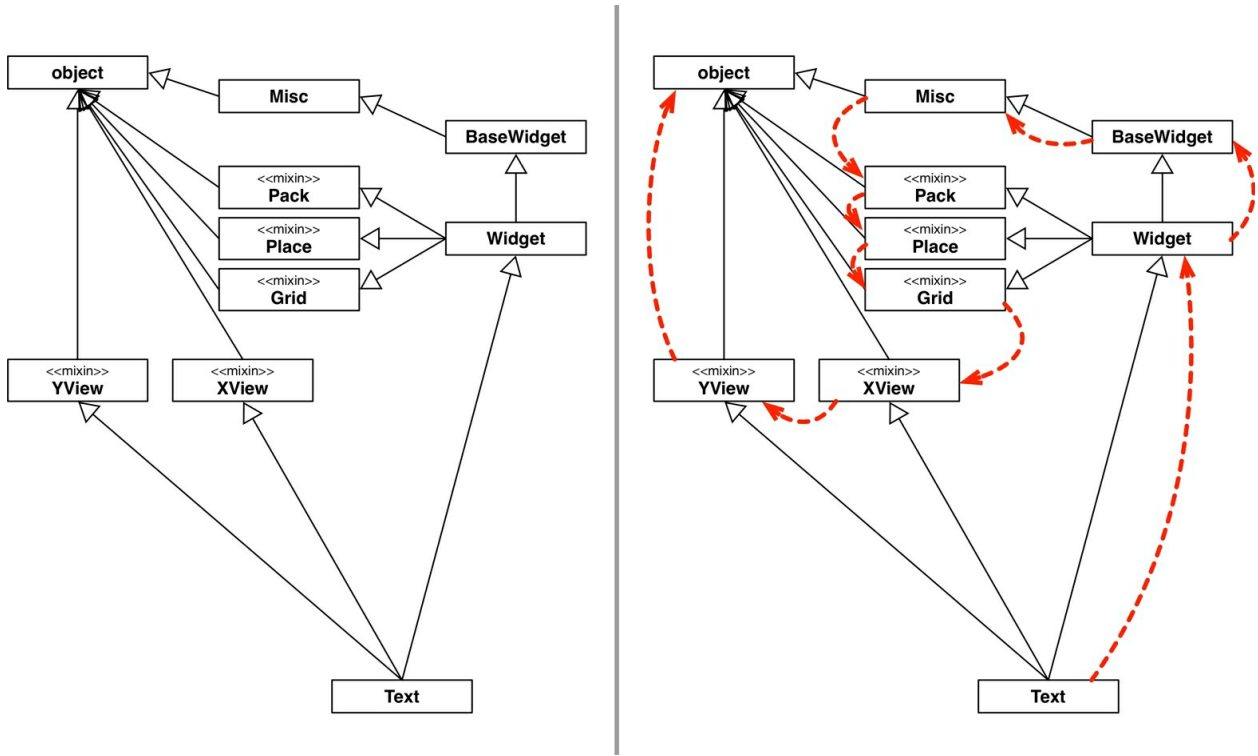 object
Misc
BaseWidget
<<mixin>>
Pack
<<mixin>>
Place
Widget
<<mixin>>
Grid
<<mixin>>
YView
<<mixin>>
XView
Text
object
Misc
BaseWidget
<<mixin>>
Pack
<<mixin>>
Place
Widget
<<mixin>>
Grid
<<mixin>>
YView
<<mixin>>
XView
Text